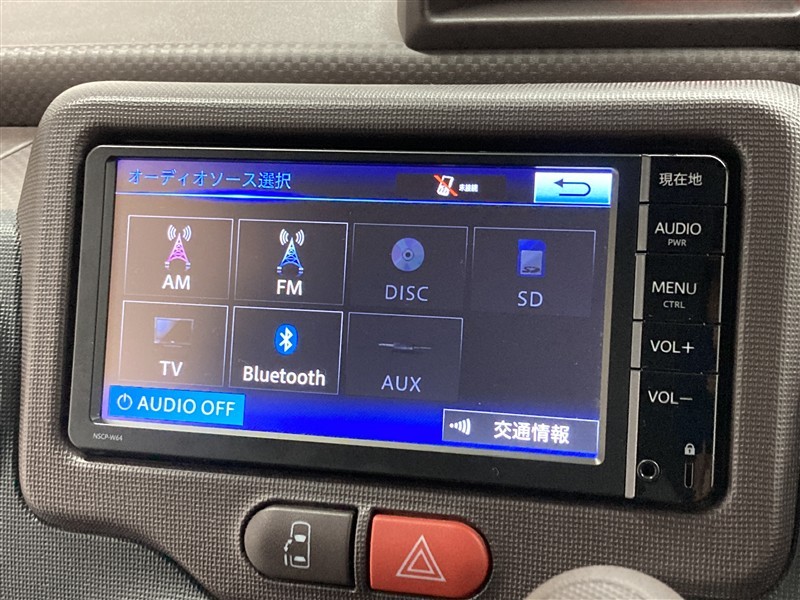 オーディオソース選択
未接続
AM
FM
DISC
SD
TV
Bluetooth
AUX
AUDIO OFF
交通情報
NSCP-W64
現在地
AUDIO
PWR
MENU
CTRL
VOL+
VOL-